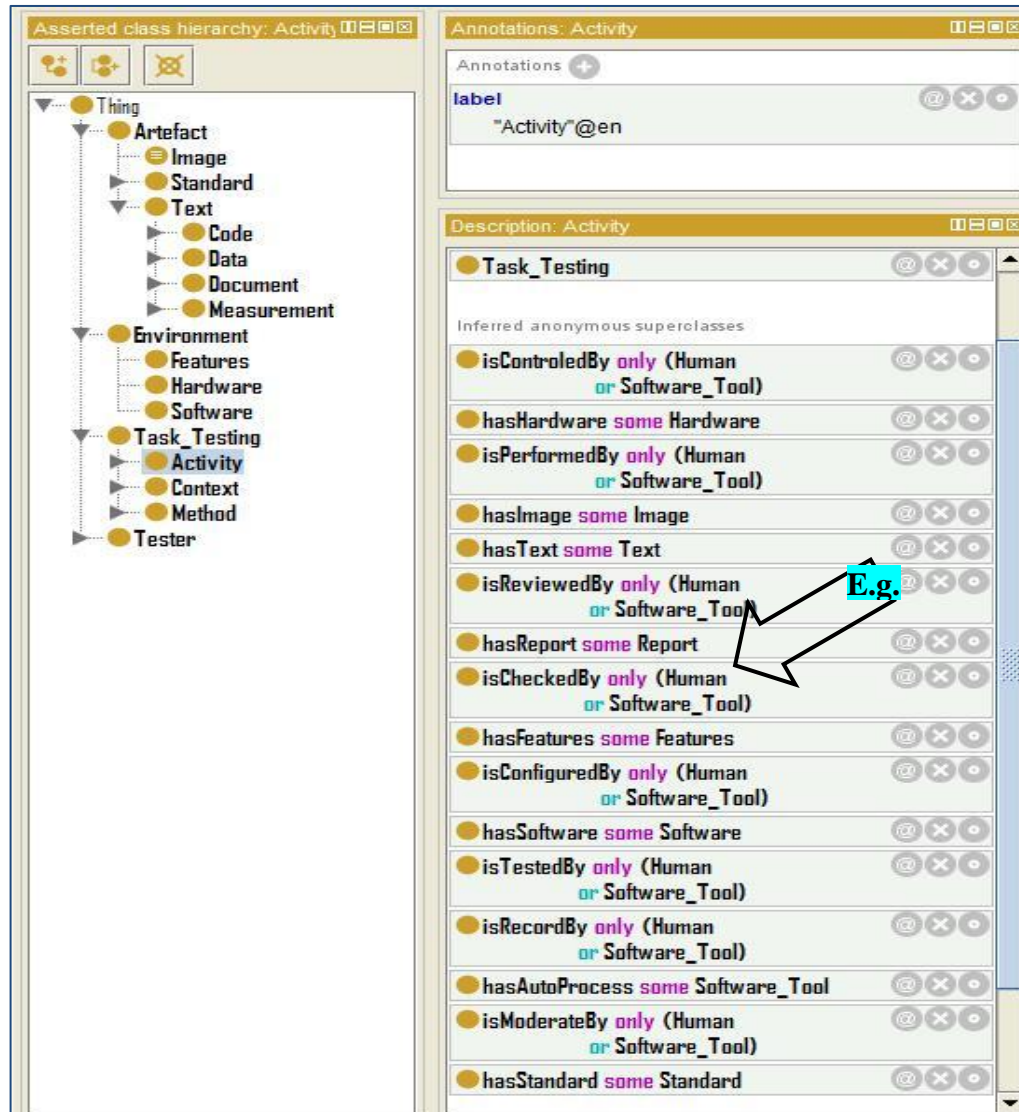 Asserted class hierarchy: Activity
Thing
Artefact
Image
Standard
Text
Code
Data
Document
Measurement
Environment
Features
Hardware
Software
Task_Testing
Activity
Context
Method
Tester
Annotations: Activity
Annotations
label
"Activity"@en
Description: Activity
Task_Testing
Inferred anonymous superclasses
isControledBy only (Human
or Software_Tool)
hasHardware some Hardware
isPerformedBy only (Human
or Software_Tool)
hasImage some Image
hasText some Text
isReviewedBy only (Human
or Software_Tool)
E.g.
hasReport some Report
isCheckedBy only (Human
or Software_Tool)
hasFeatures some Features
isConfiguredBy only (Human
or Software_Tool)
hasSoftware some Software
isTestedBy only (Human
or Software_Tool)
isRecordBy only (Human
or Software_Tool)
hasAutoProcess some Software_Tool
isModerateBy only (Human
or Software_Tool)
hasStandard some Standard